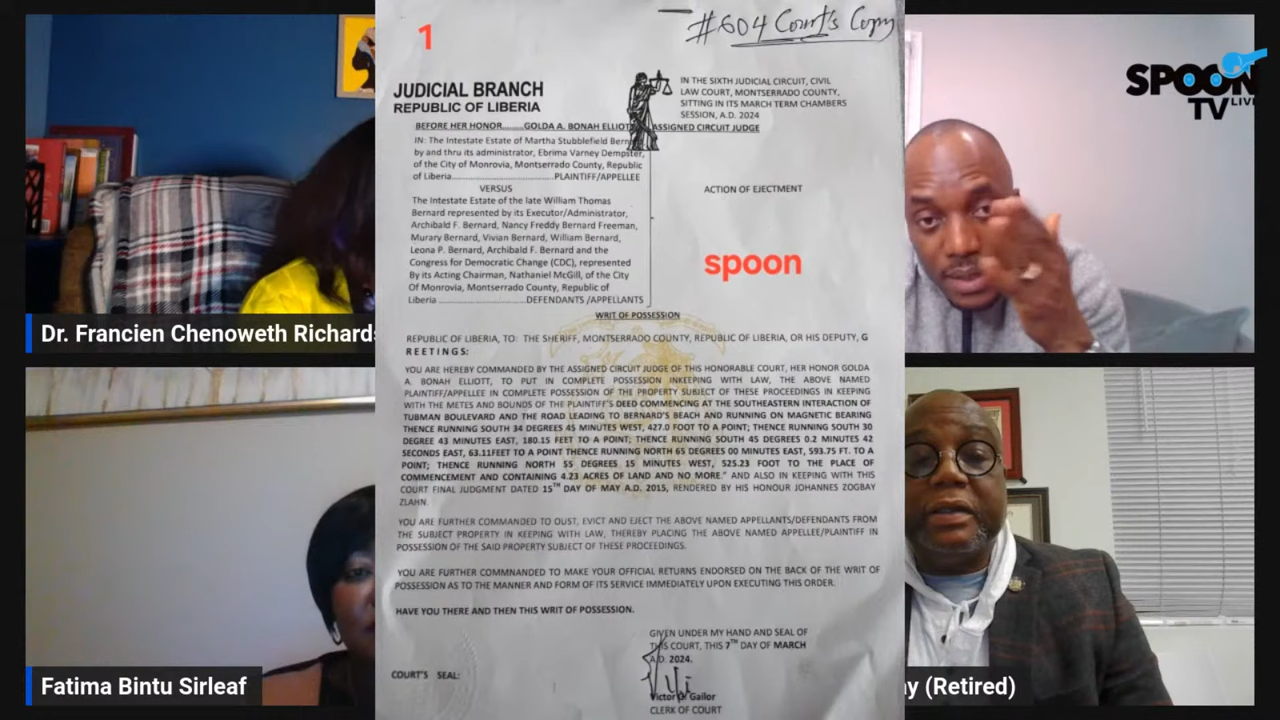 1
#604 Court's Copy
SPOON
TV LIVE
JUDICIAL BRANCH
REPUBLIC OF LIBERIA
IN THE SIXTH JUDICIAL CIRCUIT, CIVIL
LAW COURT, MONTSERRADO COUNTY,
SITTING IN ITS MARCH TERM CHAMBERS
SESSION, A.D. 2024
BEFORE HER HONOR........GOLDA A. BONAH ELLIOTT ASSIGNED CIRCUIT JUDGE
IN: The Intestate Estate of Martha Stubblefield
by and thru its administrator, Ebrima Varney Dempster,
of the City of Monrovia, Montserrado County, Republic
of Liberia.................................PLAINTIFF/APPELLEE
VERSUS
The Intestate Estate of the late William Thomas
Bernard represented by its Executor/Administrator,
Archibald F. Bernard, Nancy Freddy Bernard Freeman,
Murary Bernard, Vivian Bernard, William Bernard,
Leona P. Bernard, Archibald F. Bernard and the
Congress for Democratic Change (CDC), represented
By its Acting Chairman, Nathaniel McGill, of the City
Of Monrovia, Montserrado County, Republic of
Liberia ..............................DEFENDANTS /APPELLANTS
ACTION OF EJECTMENT
spoon
WRIT OF POSSESSION
REPUBLIC OF LIBERIA, TO: THE SHERIFF, MONTSERRADO COUNTY, REPUBLIC OF LIBERIA, OR HIS DEPUTY, G
R E E T I N G S:
YOU ARE HEREBY COMMANDED BY THE ASSIGNED CIRCUIT JUDGE OF THIS HONORABLE COURT, HER HONOR GOLDA
A. BONAH ELLIOTT, TO PUT IN COMPLETE POSSESSION INKEEPING WITH LAW, THE ABOVE NAMED
PLAINTIFF/APPELLEE IN COMPLETE POSSESSION OF THE PROPERTY SUBJECT OF THESE PROCEEDINGS IN KEEPING
WITH THE METES AND BOUNDS OF THE PLAINTIFF'S DEED COMMENCING AT THE SOUTHEASTERN INTERACTION OF
TUBMAN BOULEVARD AND THE ROAD LEADING TO BERNARD'S BEACH AND RUNNING ON MAGNETIC BEARING
THENCE RUNNING SOUTH 34 DEGREES 45 MINUTES WEST, 427.0 FOOT TO A POINT; THENCE RUNNING SOUTH 30
DEGREE 43 MINUTES EAST, 180.15 FEET TO A POINT; THENCE RUNNING SOUTH 45 DEGREES 0.2 MINUTES 42
SECONDS EAST, 63.11FEET TO A POINT THENCE RUNNING NORTH 65 DEGREES 00 MINUTES EAST, 593.75 FT. TO A
POINT; THENCE RUNNING NORTH 55 DEGREES 15 MINUTES WEST, 525.23 FOOT TO THE PLACE OF
COMMENCEMENT AND CONTAINING 4.23 ACRES OF LAND AND NO MORE." AND ALSO IN KEEPING WITH THIS
COURT FINAL JUDGMENT DATED 15TH DAY OF MAY A.D. 2015, RENDERED BY HIS HONOUR JOHANNES ZOGBAY
ZLAHN.
YOU ARE FURTHER COMMANDED TO OUST, EVICT AND EJECT THE ABOVE NAMED APPELLANTS/DEFENDANTS FROM
THE SUBJECT PROPERTY IN KEEPING WITH LAW, THEREBY PLACING THE ABOVE NAMED APPELLEE/PLAINTIFF IN
POSSESSION OF THE SAID PROPERTY SUBJECT OF THESE PROCEEDINGS.
YOU ARE FURTHER COMMNANDED TO MAKE YOUR OFFICIAL RETURNS ENDORSED ON THE BACK OF THE WRIT OF
POSSESSION AS TO THE MANNER AND FORM OF ITS SERVICE IMMEDIATELY UPON EXECUTING THIS ORDER.
HAVE YOU THERE AND THEN THIS WRIT OF POSSESSION.
GIVEN UNDER MY HAND AND SEAL OF
THIS COURT, THIS 7TH DAY OF MARCH
A.D. 2024.
COURT'S SEAL:
Victor Gailor
CLERK OF COURT
Dr. Francien Chenoweth Richards
Fatima Bintu Sirleaf
y (Retired)